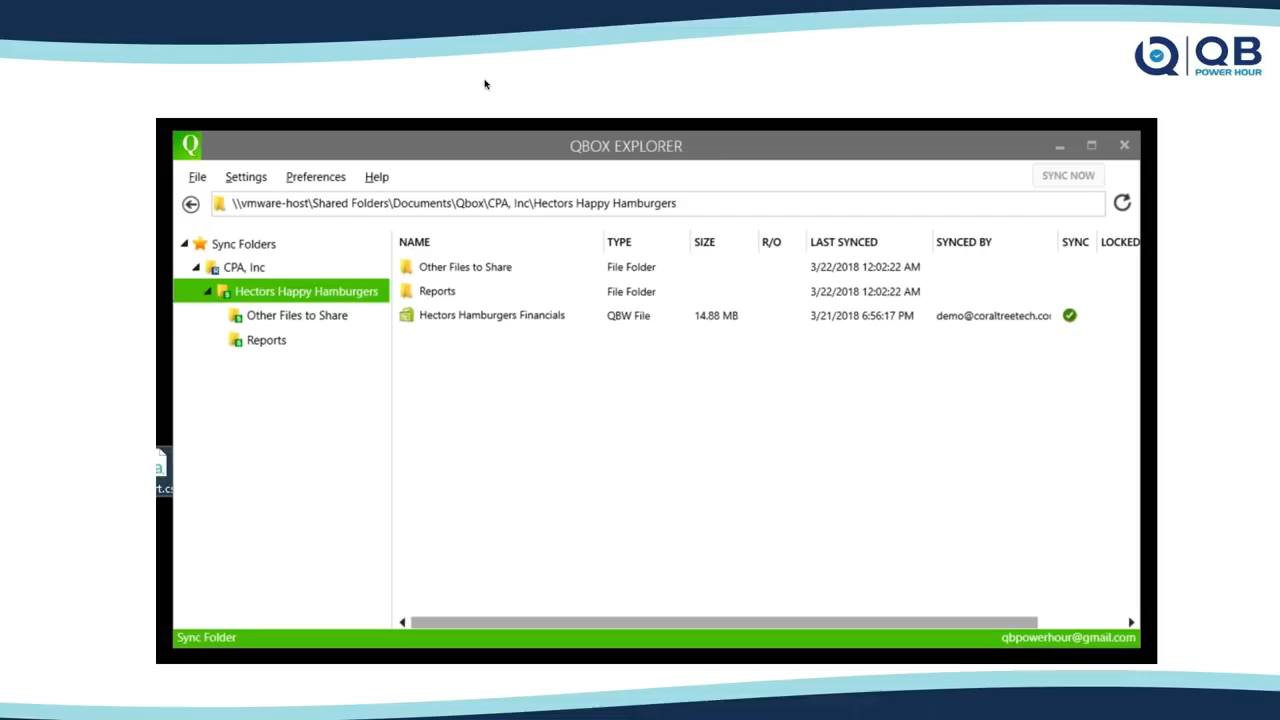 QB
POWER HOUR
Q
QBOX EXPLORER
File Settings Preferences Help SYNC NOW
\\vmware-host\Shared Folders\Documents\Qbox\CPA, Inc\Hectors Happy Hamburgers
Sync Folders
CPA, Inc
Hectors Happy Hamburgers
Other Files to Share
Reports
NAME TYPE SIZE R/O LAST SYNCED SYNCED BY SYNC LOCKED
Other Files to Share File Folder 3/22/2018 12:02:22 AM
Reports File Folder 3/22/2018 12:02:22 AM
Hectors Hamburgers Financials QBW File 14.88 MB 3/21/2018 6:56:17 PM demo@coraltreetech.co
Sync Folder qbpowerhour@gmail.com